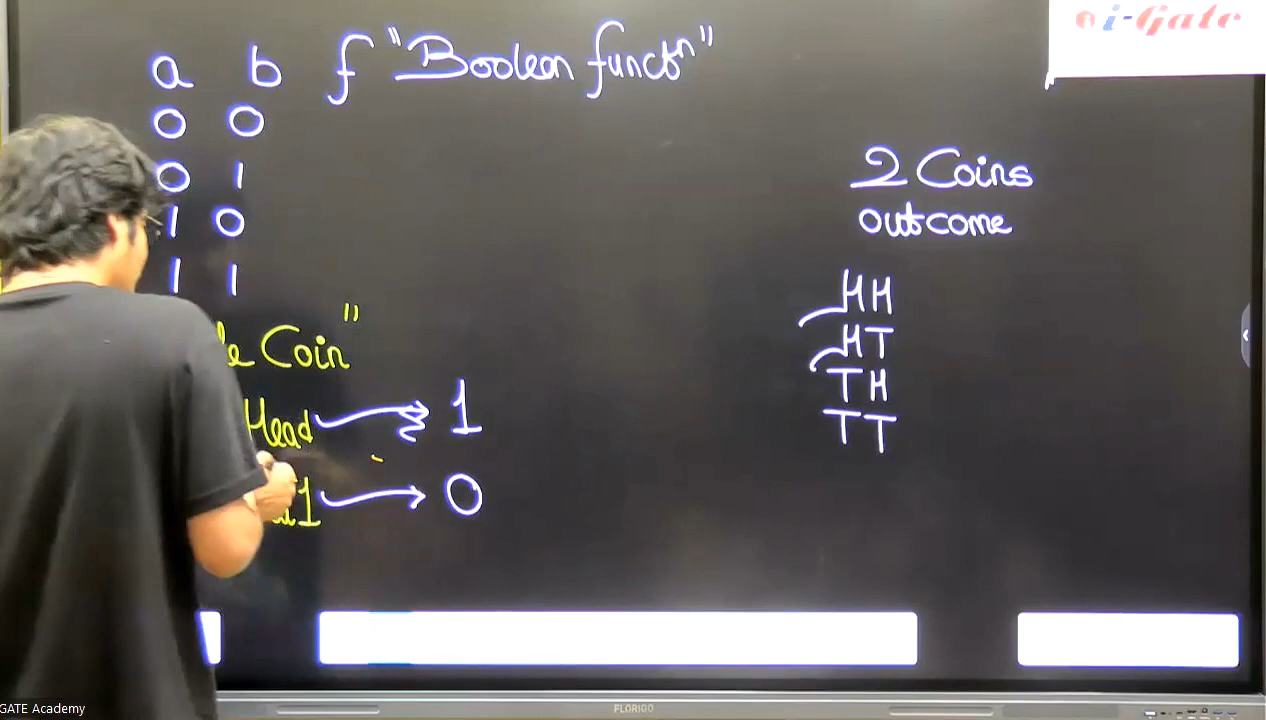 i-Gate
a b f "Boolean functn"
0 0
0 1
1 0
1 1
2 Coins
outcome
HH
HT
TH
TT
Coin"
Head → 1
→ 0
GATE Academy
FLORIGO